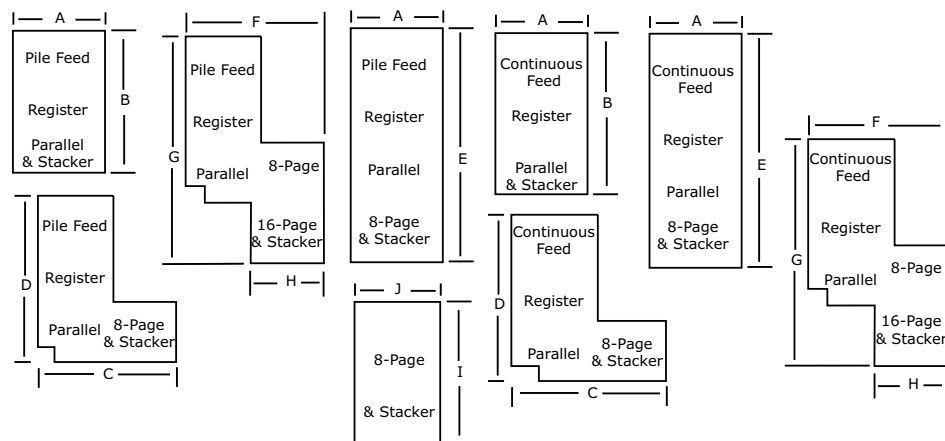 A
Pile Feed
Register
Parallel
& Stacker
B
Pile Feed
Register
Parallel
8-Page
& Stacker
D
C
F
Pile Feed
Register
Parallel
8-Page
16-Page
& Stacker
G
H
A
Pile Feed
Register
Parallel
8-Page
& Stacker
E
J
8-Page
& Stacker
I
A
Continuous
Feed
Register
Parallel
& Stacker
B
Continuous
Feed
Register
Parallel
8-Page
& Stacker
D
C
A
Continuous
Feed
Register
Parallel
8-Page
& Stacker
E
F
Continuous
Feed
Register
Parallel
8-Page
16-Page
& Stacker
G
H